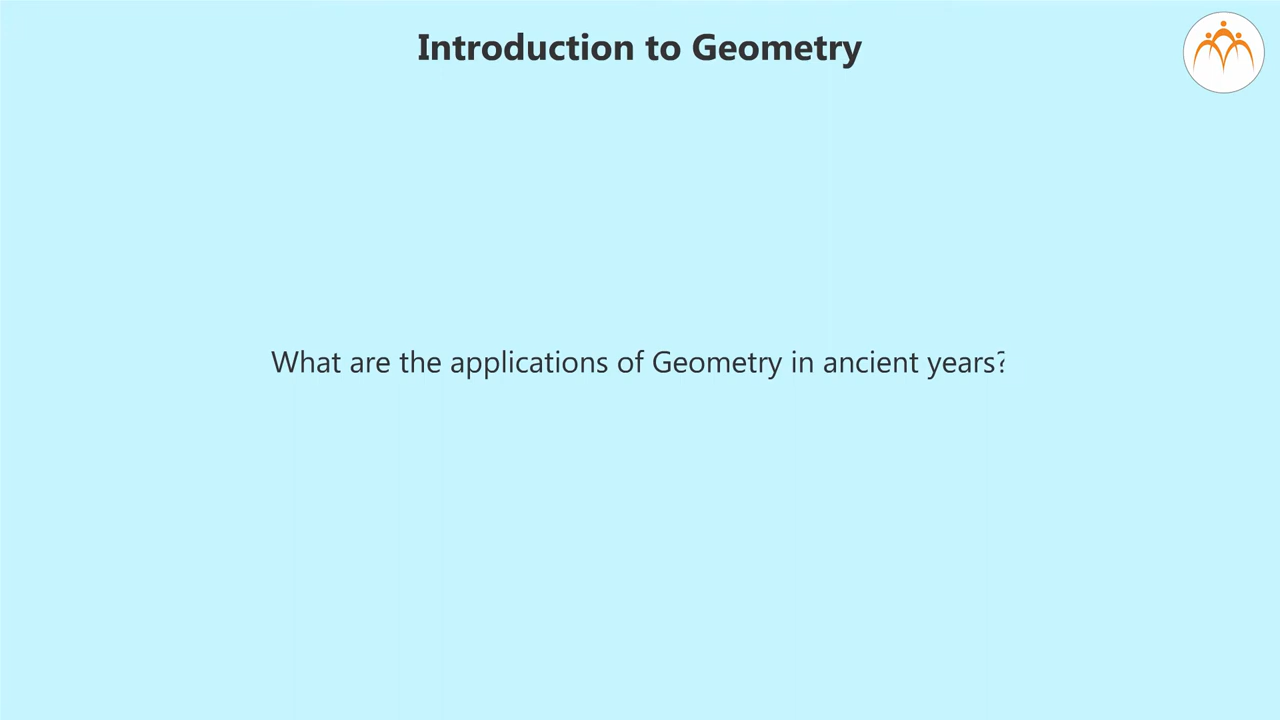 Introduction to Geometry
What are the applications of Geometry in ancient years?